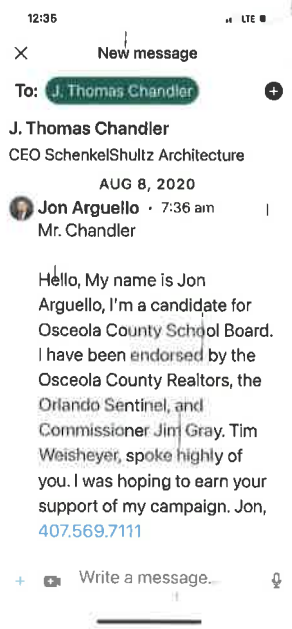 12:35
LTE
New message
To: J. Thomas Chandler
J. Thomas Chandler
CEO SchenkelShultz Architecture
AUG 8, 2020
Jon Arguello · 7:36 am
Mr. Chandler
Hello, My name is Jon
Arguello, I'm a candidate for
Osceola County School Board.
I have been endorsed by the
Osceola County Realtors, the
Orlando Sentinel, and
Commissioner Jim Gray. Tim
Weisheyer, spoke highly of
you. I was hoping to earn your
support of my campaign. Jon,
407.569.7111
Write a message...